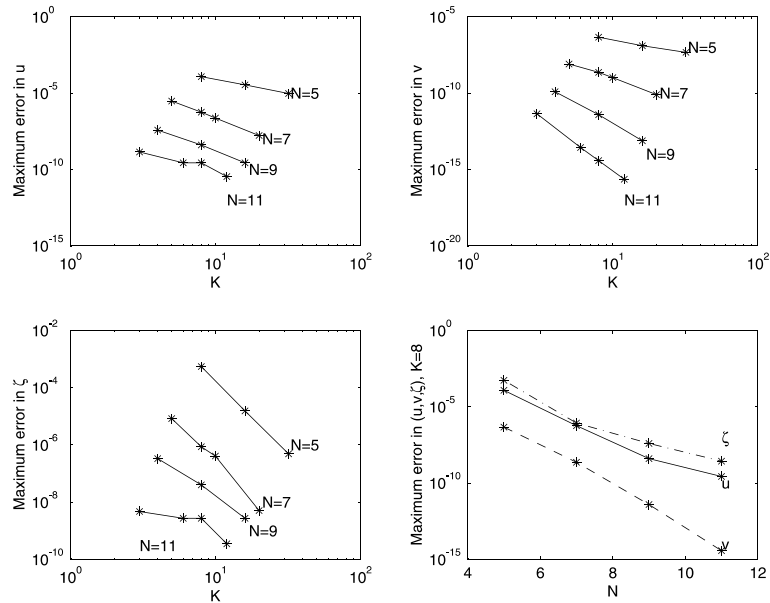 10^0
10^-5
10^-10
10^-15
Maximum error in u
N=5
N=7
N=9
N=11
10^0
10^1
10^2
K
10^-5
10^-10
10^-15
10^-20
Maximum error in v
N=5
N=7
N=9
N=11
10^0
10^1
10^2
K
10^-2
10^-4
10^-6
10^-8
10^-10
Maximum error in ζ
N=5
N=7
N=9
N=11
10^0
10^1
10^2
K
10^0
10^-5
10^-10
10^-15
Maximum error in (u,v,ζ), K=8
ζ
u
v
4
6
8
10
12
N